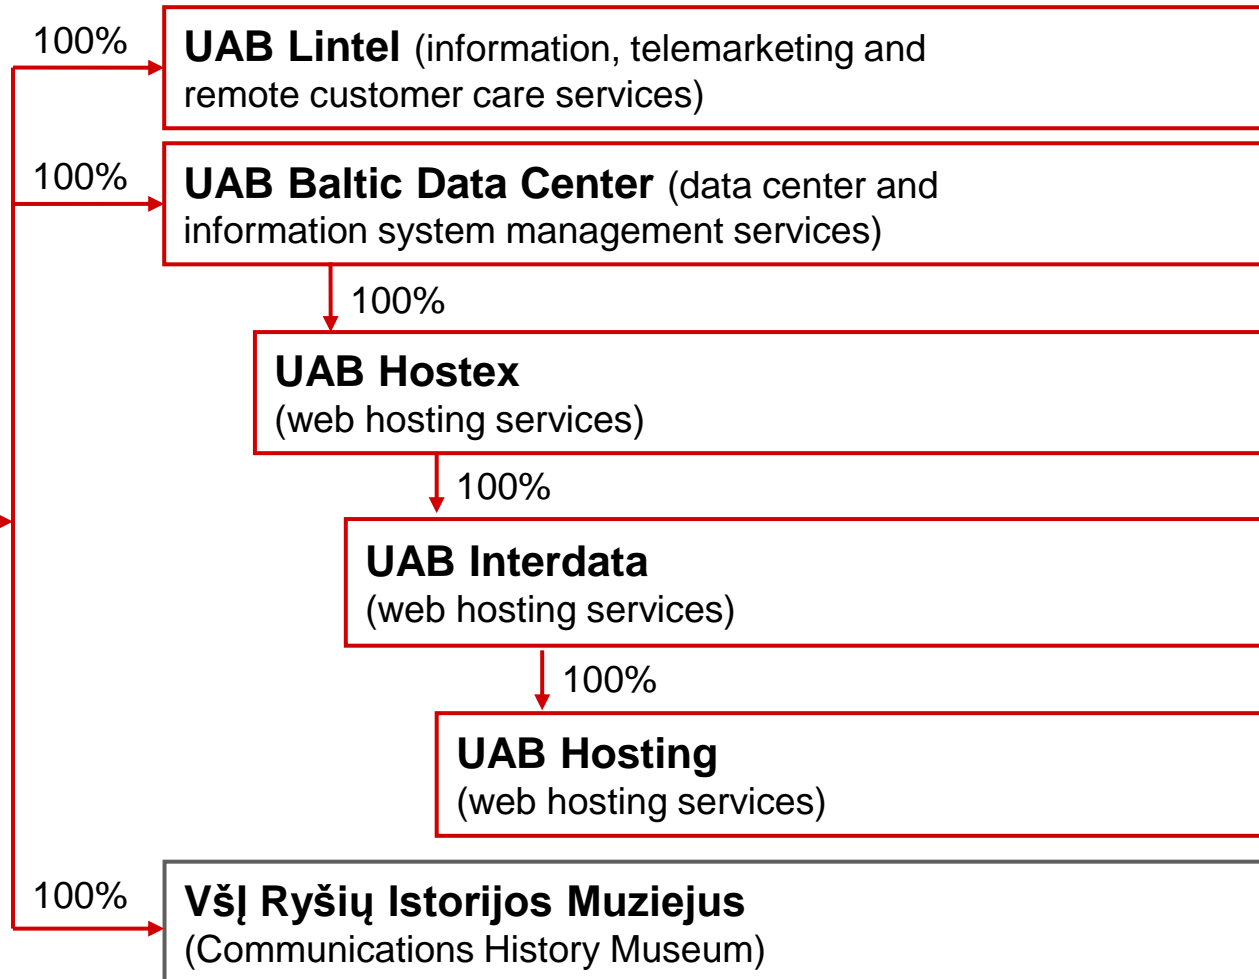 100%
UAB Lintel (information, telemarketing and
remote customer care services)
100%
UAB Baltic Data Center (data center and
information system management services)
100%
UAB Hostex
(web hosting services)
100%
UAB Interdata
(web hosting services)
100%
UAB Hosting
(web hosting services)
100%
VšĮ Ryšių Istorijos Muziejus
(Communications History Museum)